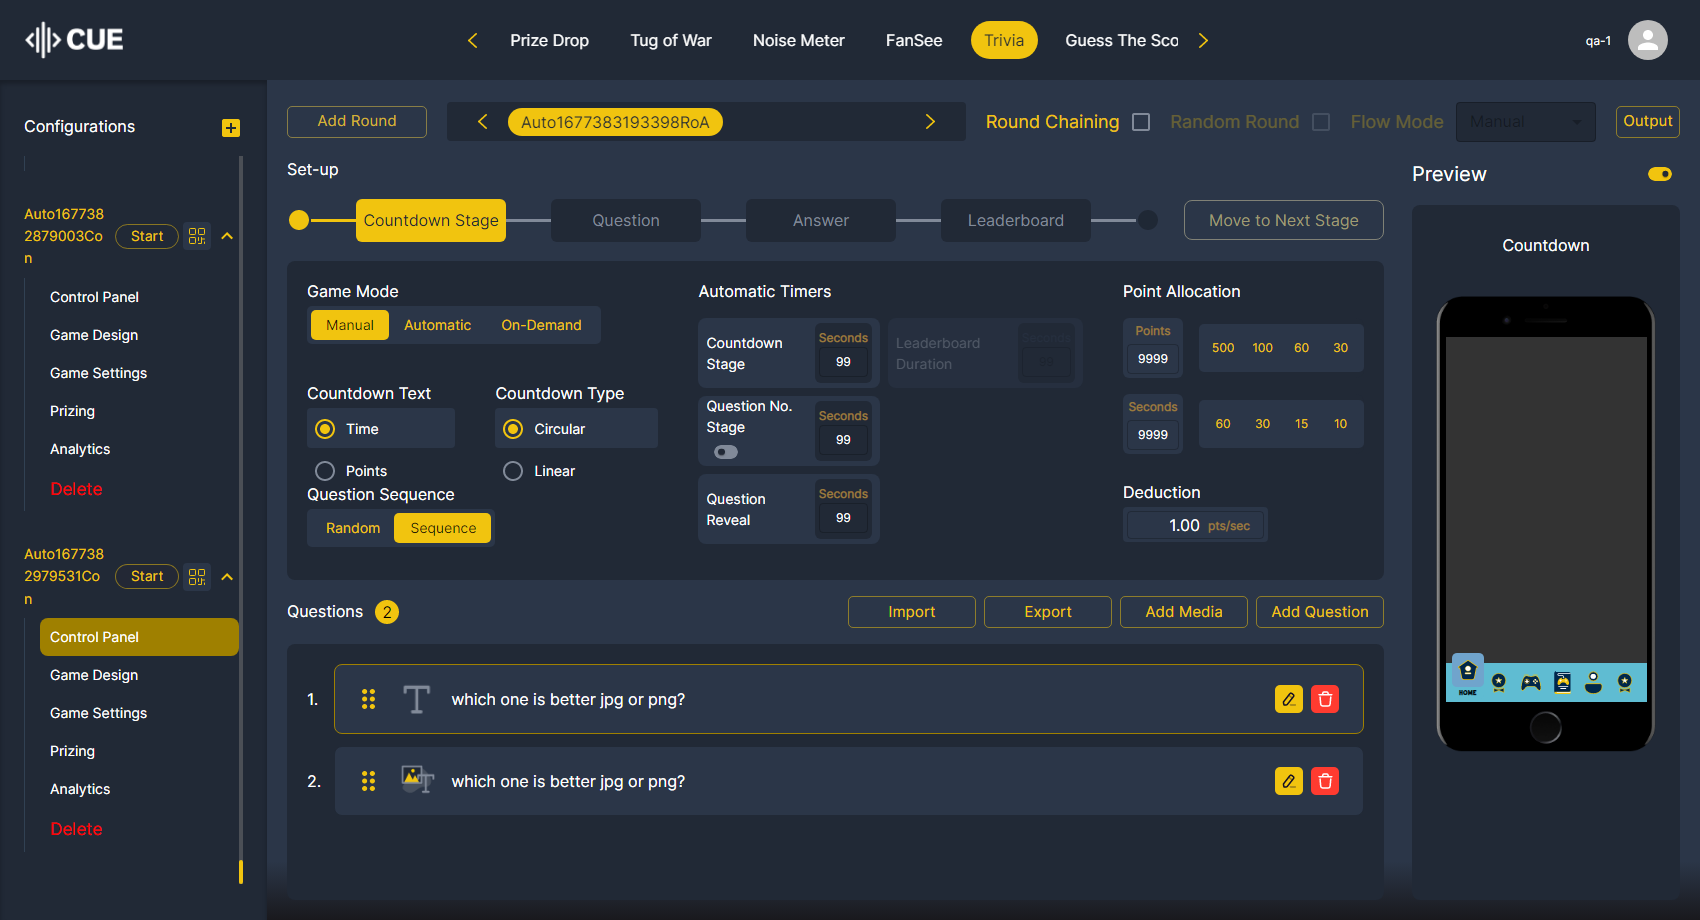 CUE
Prize Drop
Tug of War
Noise Meter
FanSee
Trivia
Guess The Sco
qa-1
Configurations
Auto167738
2879003Co
n
Start
Control Panel
Game Design
Game Settings
Prizing
Analytics
Delete
Auto167738
2979531Co
n
Start
Control Panel
Game Design
Game Settings
Prizing
Analytics
Delete
Add Round
Auto1677383193398RoA
Round Chaining
Random Round
Flow Mode
Manual
Output
Set-up
Countdown Stage
Question
Answer
Leaderboard
Move to Next Stage
Game Mode
Manual
Automatic
On-Demand
Countdown Text
Time
Points
Countdown Type
Circular
Linear
Question Sequence
Random
Sequence
Automatic Timers
Countdown
Stage
Seconds
99
Leaderboard
Duration
Seconds
Question No.
Stage
Seconds
99
Question
Reveal
Seconds
99
Point Allocation
Points
9999
500
100
60
30
Seconds
9999
60
30
15
10
Deduction
1.00 pts/sec
Questions 2
Import
Export
Add Media
Add Question
1.
which one is better jpg or png?
2.
which one is better jpg or png?
Preview
Countdown
HOME